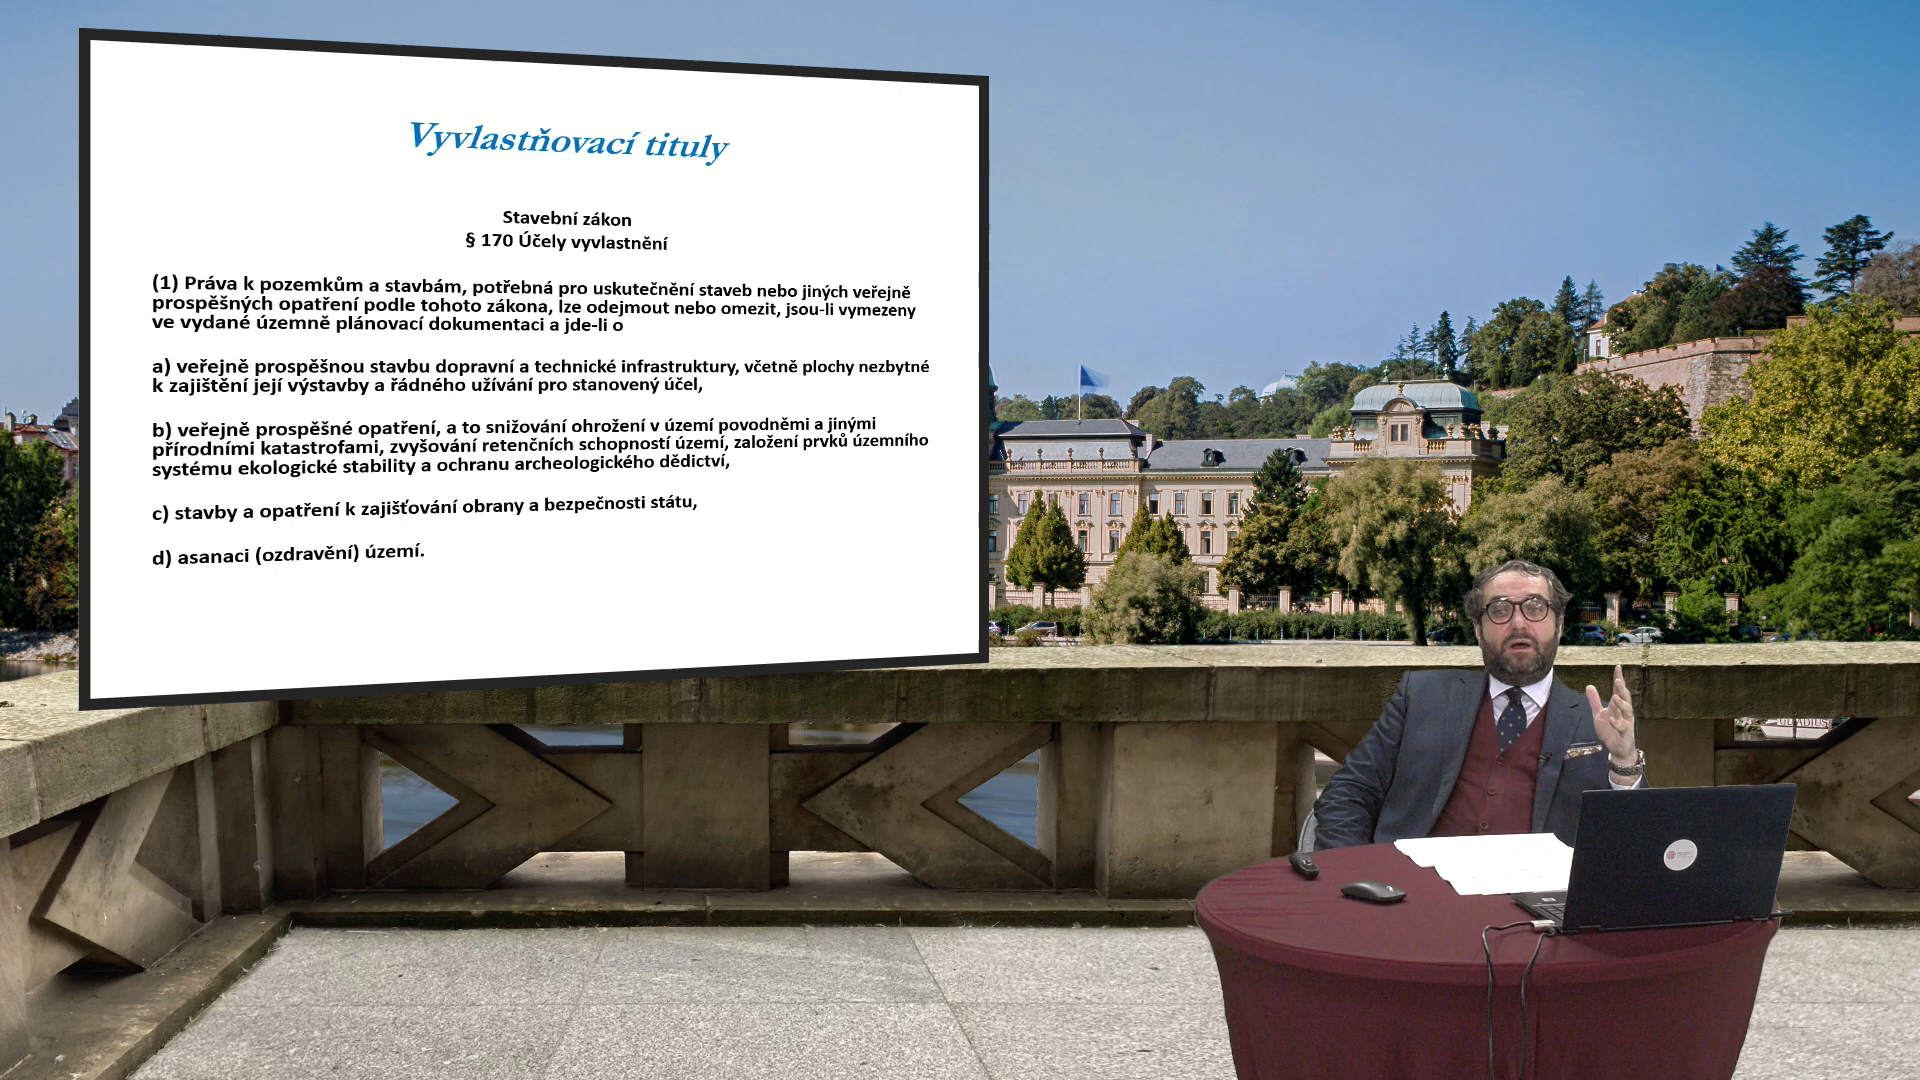 Vyvlastňovací tituly
Stavební zákon
§ 170 Účely vyvlastnění
(1) Práva k pozemkům a stavbám, potřebná pro uskutečnění staveb nebo jiných veřejně
prospěšných opatření podle tohoto zákona, lze odejmout nebo omezit, jsou-li vymezeny
ve vydané územně plánovací dokumentaci a jde-li o
a) veřejně prospěšnou stavbu dopravní a technické infrastruktury, včetně plochy nezbytné
k zajištění její výstavby a řádného užívání pro stanovený účel,
b) veřejně prospěšné opatření, a to snižování ohrožení v území povodněmi a jinými
přírodními katastrofami, zvyšování retenčních schopností území, založení prvků územního
systému ekologické stability a ochranu archeologického dědictví,
c) stavby a opatření k zajišťování obrany a bezpečnosti státu,
d) asanaci (ozdravění) území.
GLADIUS